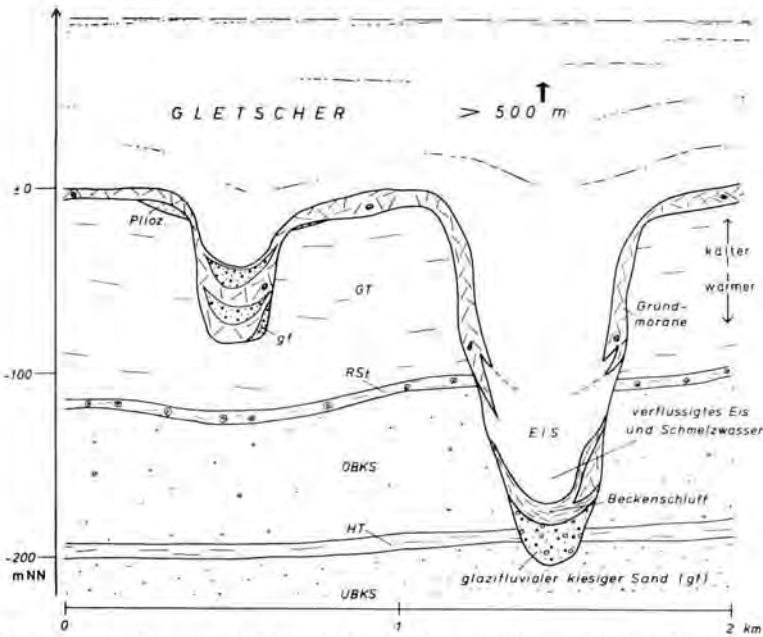 GLETSCHER > 500 m
± 0
Plioz.
kälter
wärmer
GT
Grund-
moräne
gf
-100
RSt
EIS
verflüssigtes Eis
und Schmelzwasser
OBKS
Beckenschluff
HT
-200
mNN
glazifluvialer kiesiger Sand (gf)
UBKS
0 1 2 km